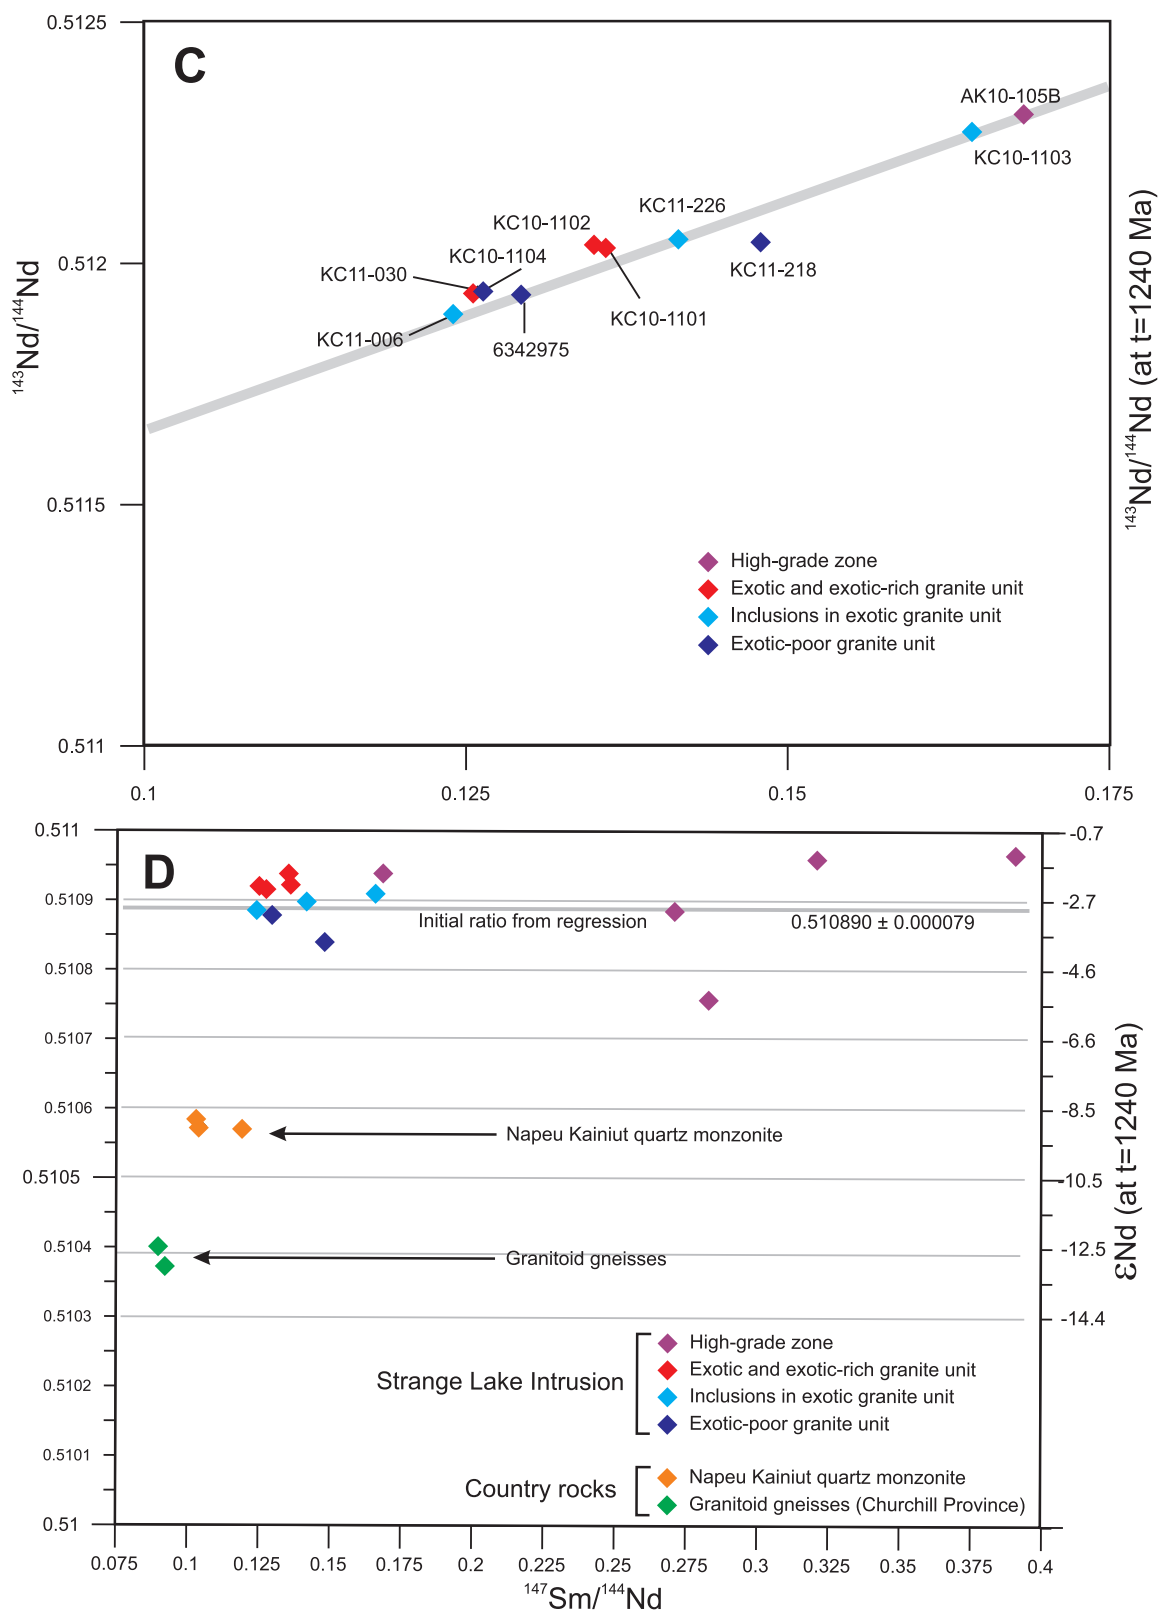 0.5125
C
AK10-105B
KC10-1103
KC11-226
KC10-1102
KC10-1104
KC11-030
KC11-218
KC10-1101
KC11-006
6342975
0.512
0.5115
0.511
¹⁴³Nd/¹⁴⁴Nd
High-grade zone
Exotic and exotic-rich granite unit
Inclusions in exotic granite unit
Exotic-poor granite unit
0.1
0.125
0.15
0.175
¹⁴³Nd/¹⁴⁴Nd (at t=1240 Ma)
D
0.511
0.5109
0.5108
0.5107
0.5106
0.5105
0.5104
0.5103
0.5102
0.5101
0.51
-0.7
-2.7
-4.6
-6.6
-8.5
-10.5
-12.5
-14.4
εNd (at t=1240 Ma)
Initial ratio from regression
0.510890 ± 0.000079
Napeu Kainiut quartz monzonite
Granitoid gneisses
Strange Lake Intrusion
High-grade zone
Exotic and exotic-rich granite unit
Inclusions in exotic granite unit
Exotic-poor granite unit
Country rocks
Napeu Kainiut quartz monzonite
Granitoid gneisses (Churchill Province)
0.075
0.1
0.125
0.15
0.175
0.2
0.225
0.25
0.275
0.3
0.325
0.35
0.375
0.4
¹⁴⁷Sm/¹⁴⁴Nd